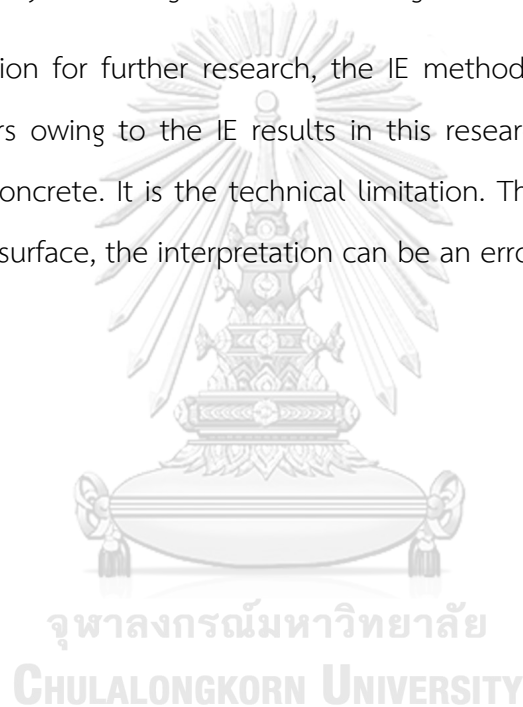 ion for further research, the IE method
rs owing to the IE results in this resear
oncrete. It is the technical limitation. Th
surface, the interpretation can be an erro
จุฬาลงกรณ์มหาวิทยาลัย
CHULALONGKORN UNIVERSITY